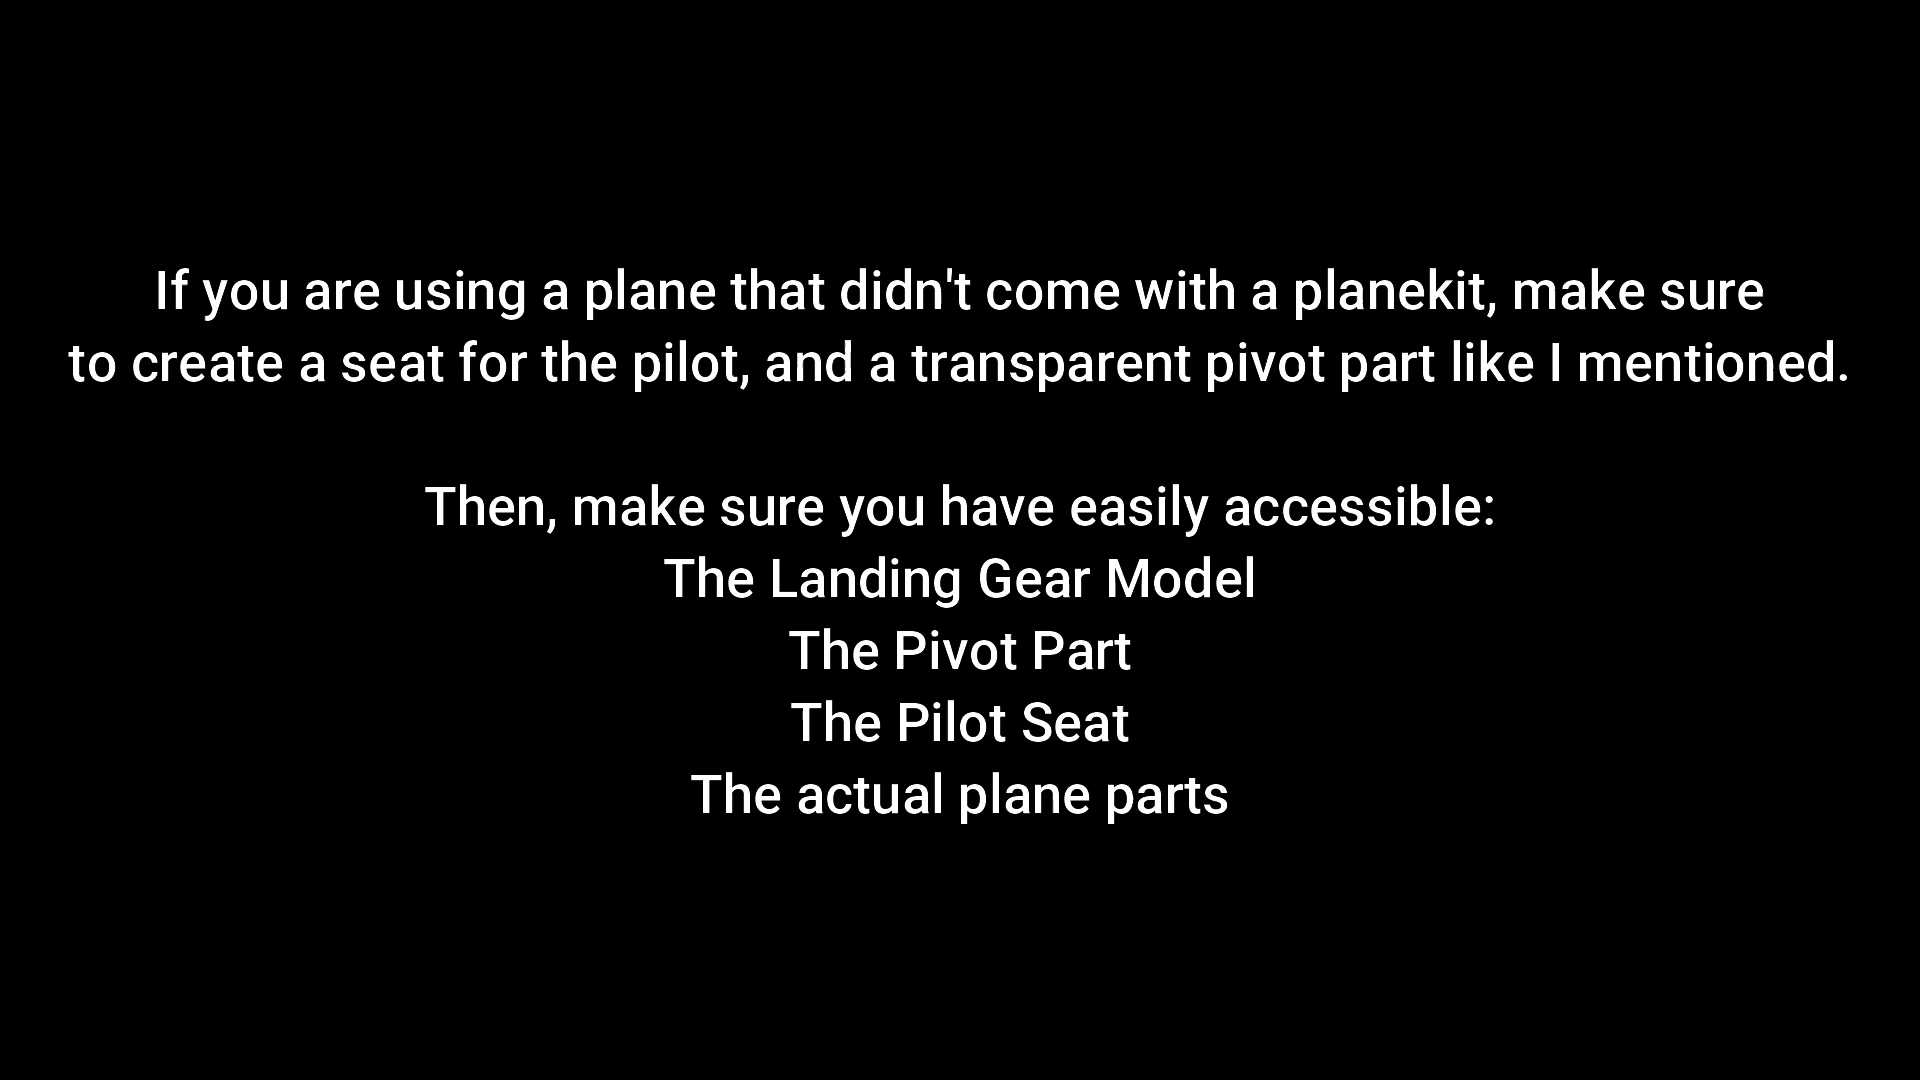 If you are using a plane that didn't come with a planekit, make sure
to create a seat for the pilot, and a transparent pivot part like I mentioned.
Then, make sure you have easily accessible:
The Landing Gear Model
The Pivot Part
The Pilot Seat
The actual plane parts